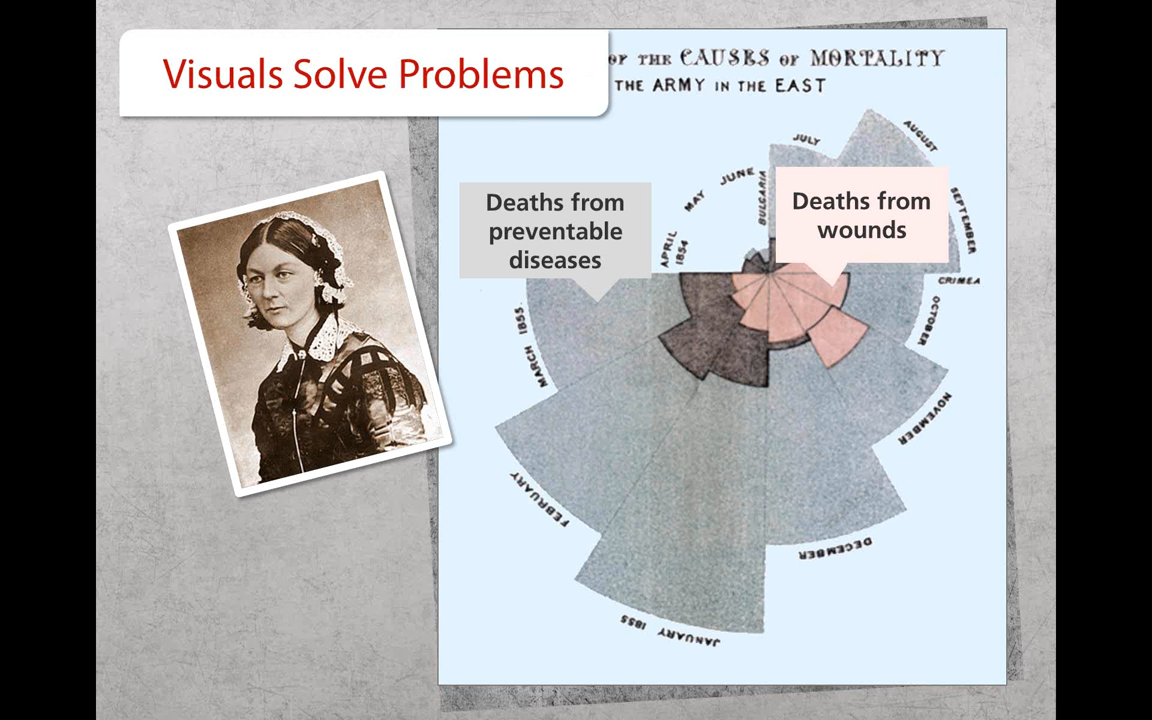 Visuals Solve Problems
OF THE CAUSES OF MORTALITY
THE ARMY IN THE EAST
Deaths from
preventable
diseases
Deaths from
wounds
APRIL
1854
MAY
JUNE
BULGARIA
JULY
AUGUST
SEPTEMBER
CRIMEA
OCTOBER
NOVEMBER
DECEMBER
JANUARY 1855
FEBRUARY
MARCH 1855